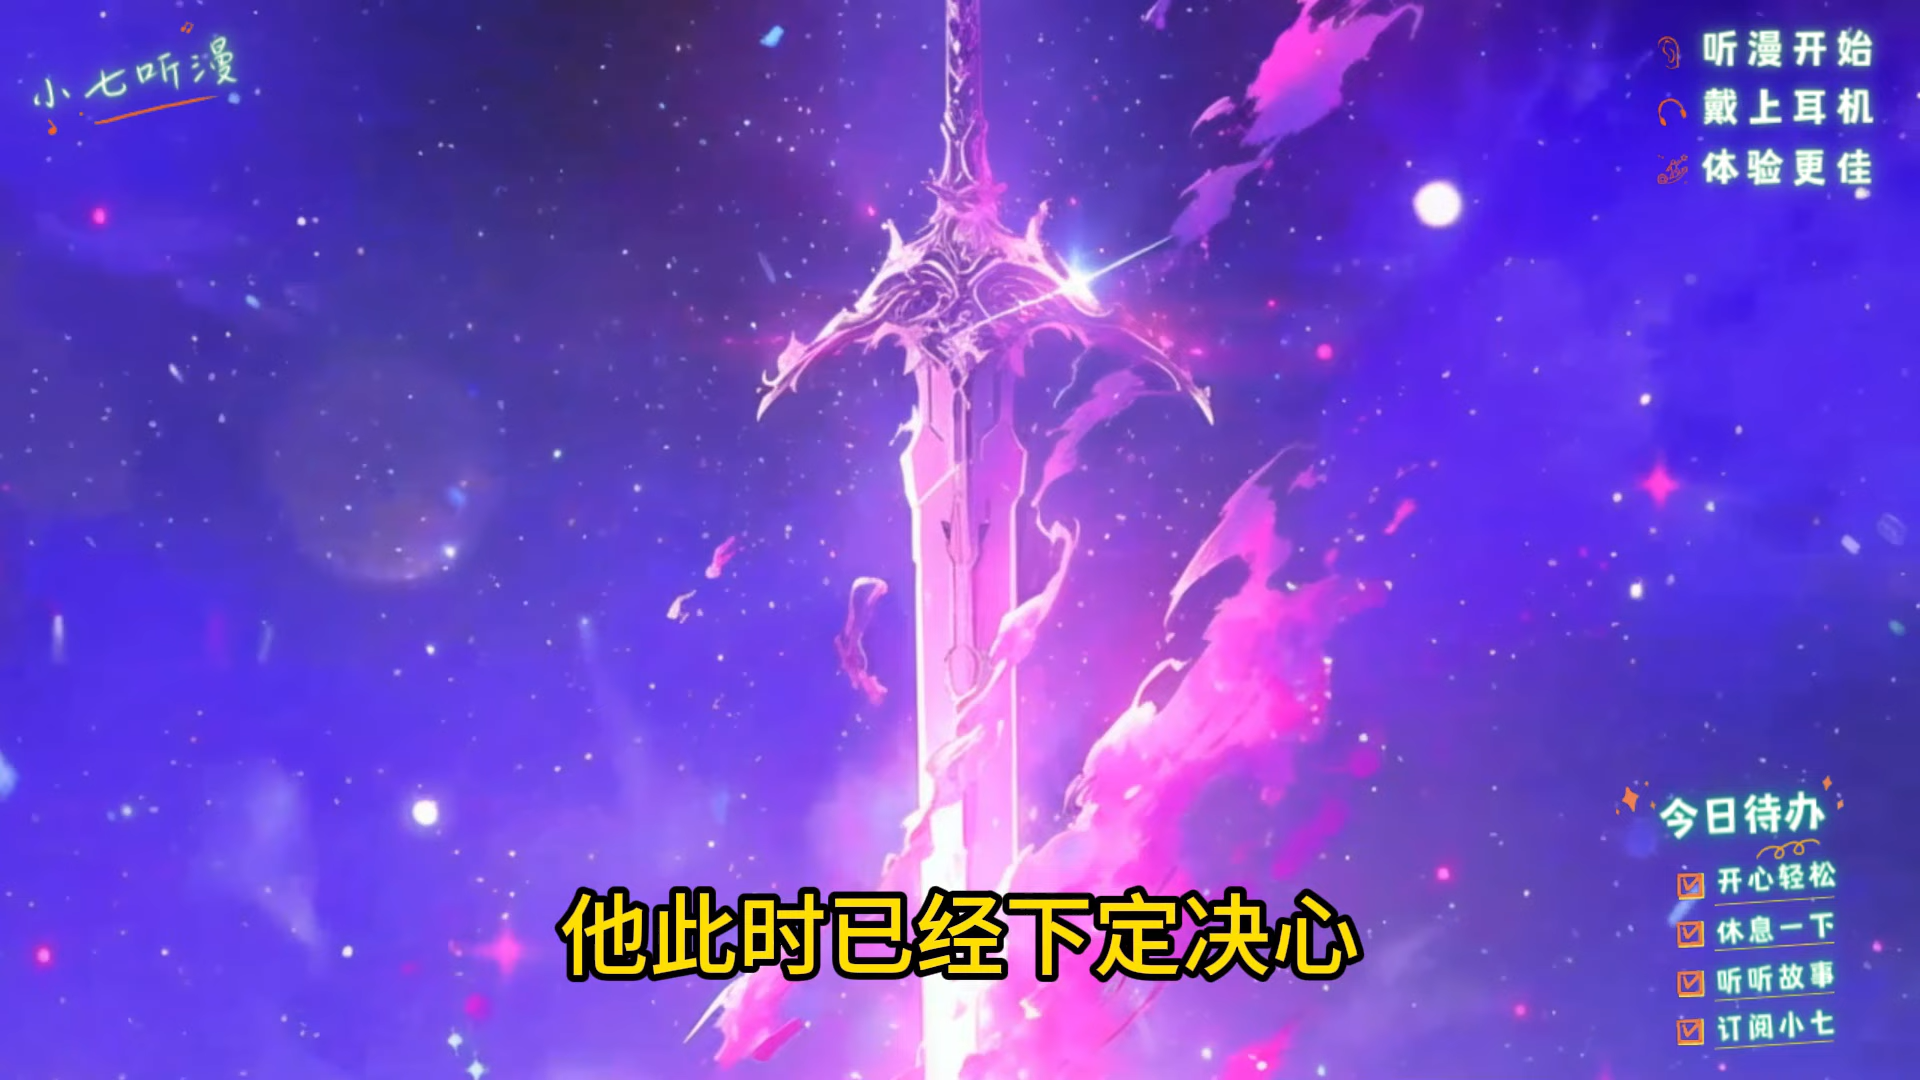 小七听漫
听漫开始
戴上耳机
体验更佳
今日待办
开心轻松
休息一下
听听故事
订阅小七
他此时已经下定决心